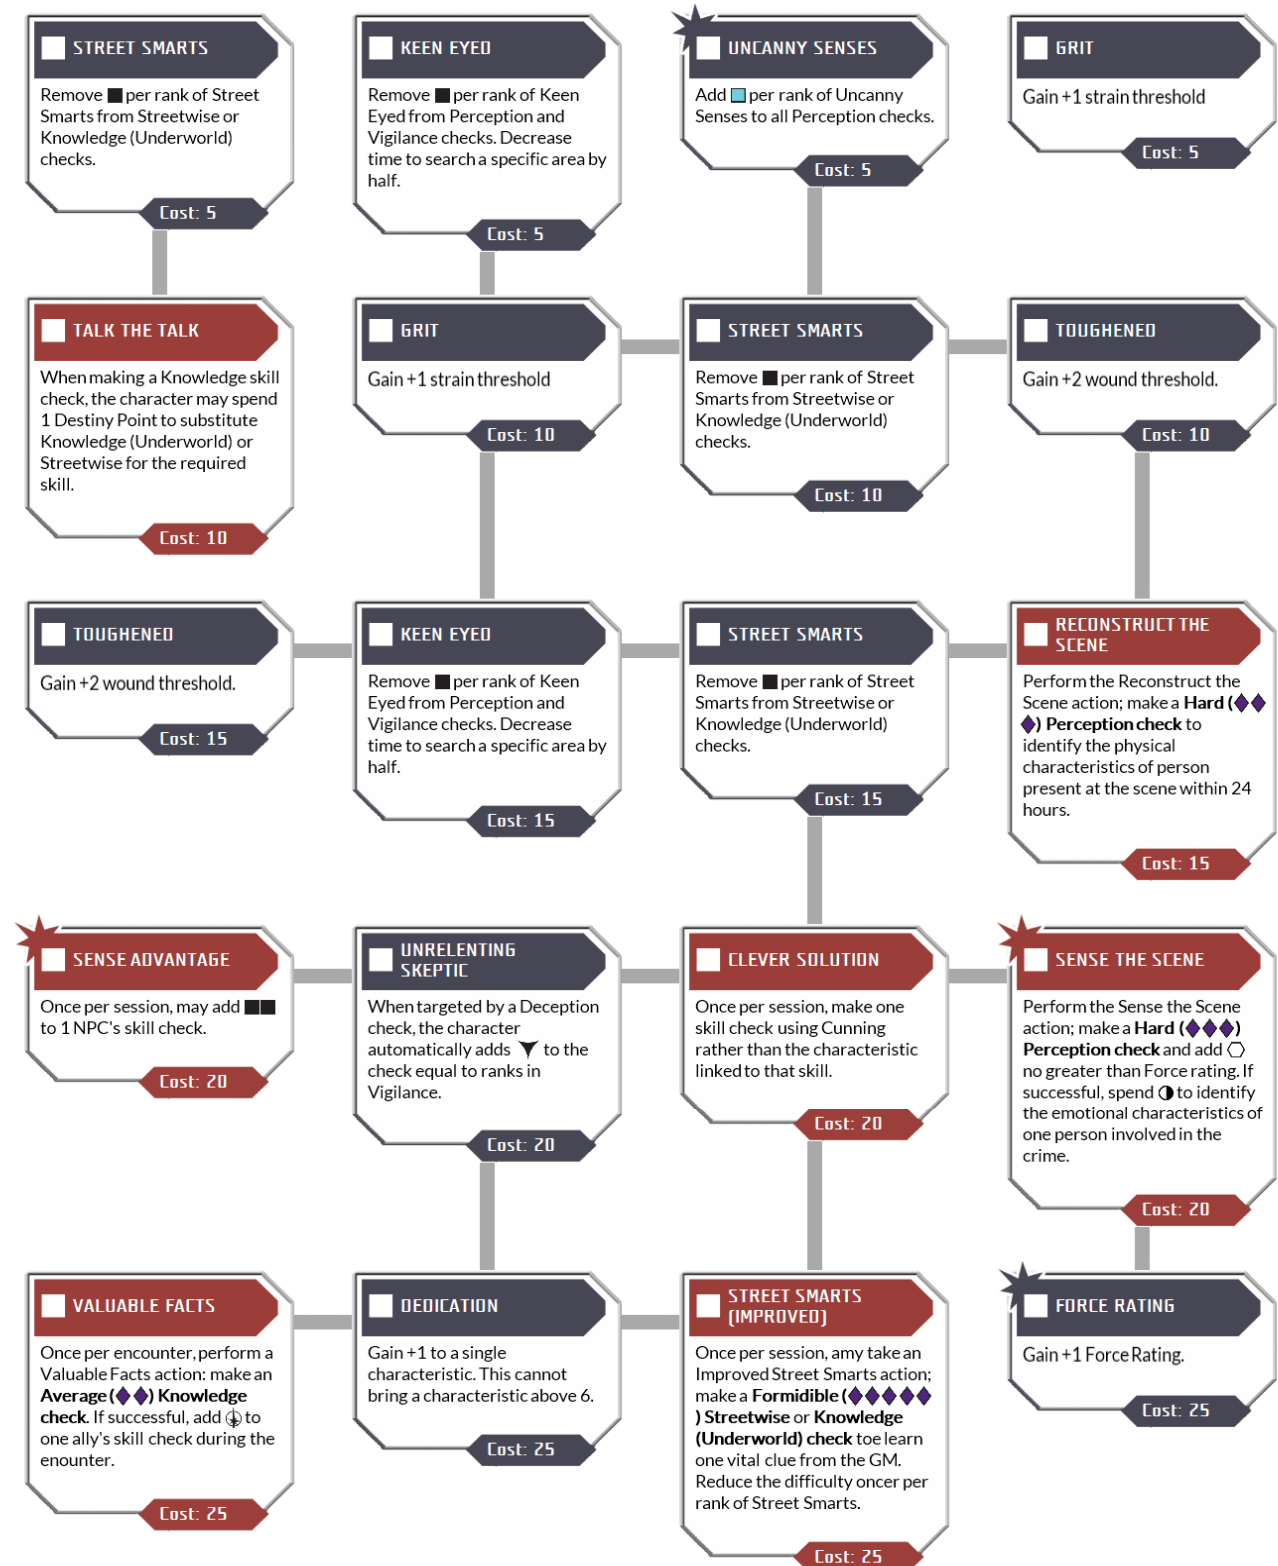 STREET SMARTS
Remove per rank of Street
Smarts from Streetwise or
Knowledge (Underworld)
checks.
Cost: 5
KEEN EYED
Remove per rank of Keen
Eyed from Perception and
Vigilance checks. Decrease
time to search a specific area by
half.
Cost: 5
UNCANNY SENSES
Add per rank of Uncanny
Senses to all Perception checks.
Cost: 5
GRIT
Gain +1 strain threshold
Cost: 5
TALK THE TALK
When making a Knowledge skill
check, the character may spend
1 Destiny Point to substitute
Knowledge (Underworld) or
Streetwise for the required
skill.
Cost: 10
GRIT
Gain +1 strain threshold
Cost: 10
STREET SMARTS
Remove per rank of Street
Smarts from Streetwise or
Knowledge (Underworld)
checks.
Cost: 10
TOUGHENED
Gain +2 wound threshold.
Cost: 10
TOUGHENED
Gain +2 wound threshold.
Cost: 15
KEEN EYED
Remove per rank of Keen
Eyed from Perception and
Vigilance checks. Decrease
time to search a specific area by
half.
Cost: 15
STREET SMARTS
Remove per rank of Street
Smarts from Streetwise or
Knowledge (Underworld)
checks.
Cost: 15
RECONSTRUCT THE
SCENE
Perform the Reconstruct the
Scene action; make a Hard (
) Perception check to
identify the physical
characteristics of person
present at the scene within 24
hours.
Cost: 15
SENSE ADVANTAGE
Once per session, may add
to 1 NPC's skill check.
Cost: 20
UNRELENTING
SKEPTIC
When targeted by a Deception
check, the character
automatically adds to the
check equal to ranks in
Vigilance.
Cost: 20
CLEVER SOLUTION
Once per session, make one
skill check using Cunning
rather than the characteristic
linked to that skill.
Cost: 20
SENSE THE SCENE
Perform the Sense the Scene
action; make a Hard ( )
Perception check and add
no greater than Force rating. If
successful, spend to identify
the emotional characteristics of
one person involved in the
crime.
Cost: 20
VALUABLE FACTS
Once per encounter, perform a
Valuable Facts action: make an
Average ( ) Knowledge
check. If successful, add to
one ally's skill check during the
enounter.
Cost: 25
DEDICATION
Gain +1 to a single
characteristic. This cannot
bring a characteristic above 6.
Cost: 25
STREET SMARTS
(IMPROVED)
Once per session, amy take an
Improved Street Smarts action;
make a Formidible (
) Streetwise or Knowledge
(Underworld) check toe learn
one vital clue from the GM.
Reduce the difficulty oncer per
rank of Street Smarts.
Cost: 25
FORCE RATING
Gain +1 Force Rating.
Cost: 25